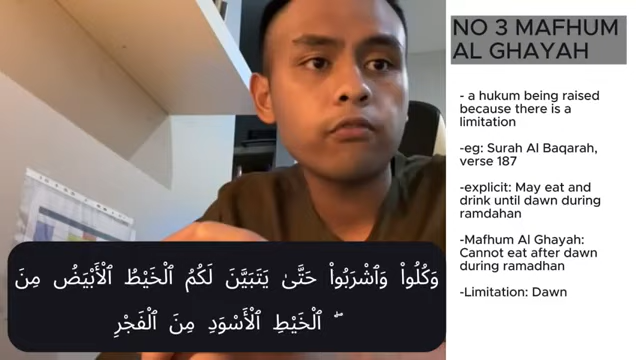 NO 3 MAFHUM
AL GHAYAH
- a hukum being raised
because there is a
limitation
-eg: Surah Al Baqarah,
verse 187
-explicit: May eat and
drink until dawn during
ramdahan
-Mafhum Al Ghayah:
Cannot eat after dawn
during ramadhan
-Limitation: Dawn
وَكُلُوا۟ وَٱشْرَبُوا۟ حَتَّىٰ يَتَبَيَّنَ لَكُمُ ٱلْخَيْطُ ٱلْأَبْيَضُ مِنَ
ٱلْخَيْطِ ٱلْأَسْوَدِ مِنَ ٱلْفَجْرِ ۖ